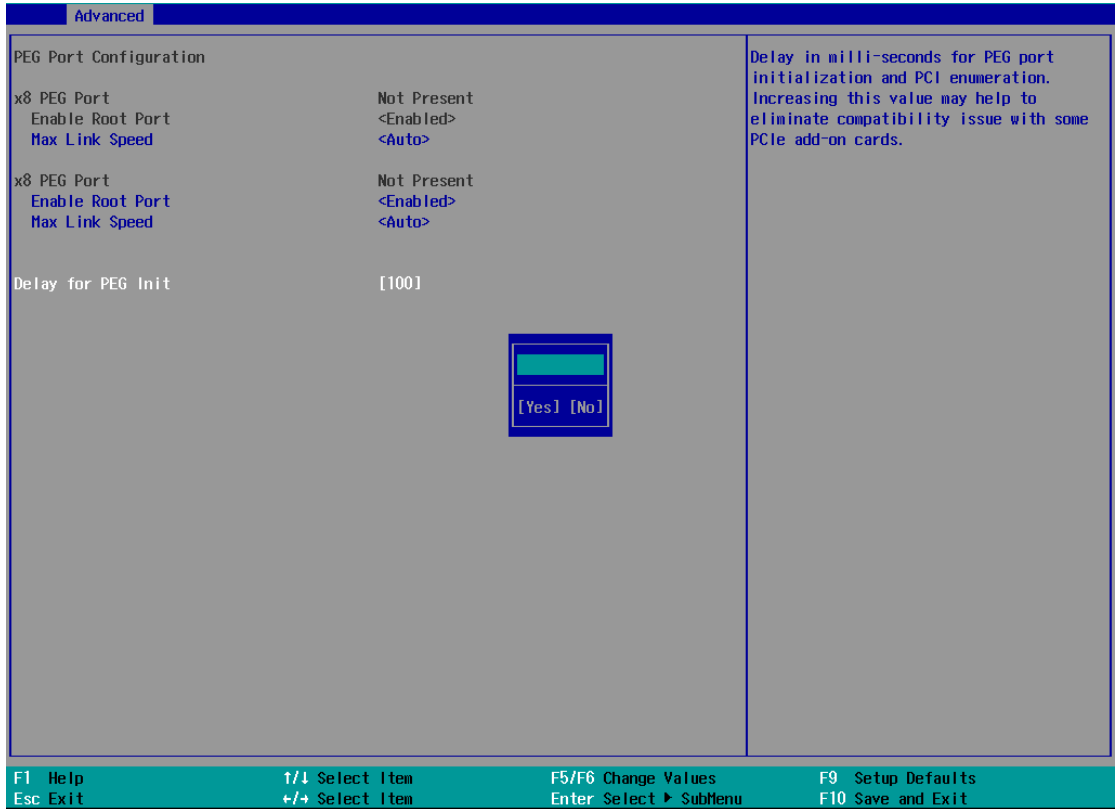 Advanced
PEG Port Configuration
x8 PEG Port Not Present
Enable Root Port <Enabled>
Max Link Speed <Auto>
x8 PEG Port Not Present
Enable Root Port <Enabled>
Max Link Speed <Auto>
Delay for PEG Init [100]
[Yes] [No]
Delay in milli-seconds for PEG port
initialization and PCI enumeration.
Increasing this value may help to
eliminate compatibility issue with some
PCIe add-on cards.
F1 Help ↑/↓ Select Item F5/F6 Change Values F9 Setup Defaults
Esc Exit ←/→ Select Item Enter Select ▶ SubMenu F10 Save and Exit